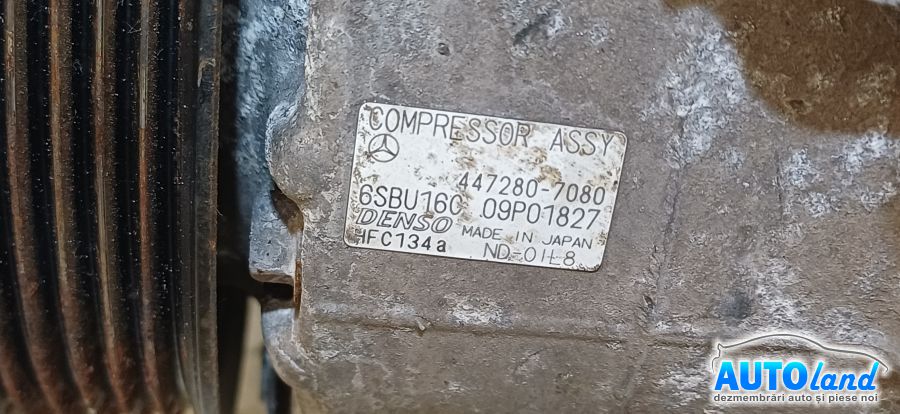 COMPRESSOR ASSY
447280-7080
6SBU16C 09P01827
DENSO MADE IN JAPAN
HFC134a ND-OIL8
AUTOland
dezmembrări auto și piese noi